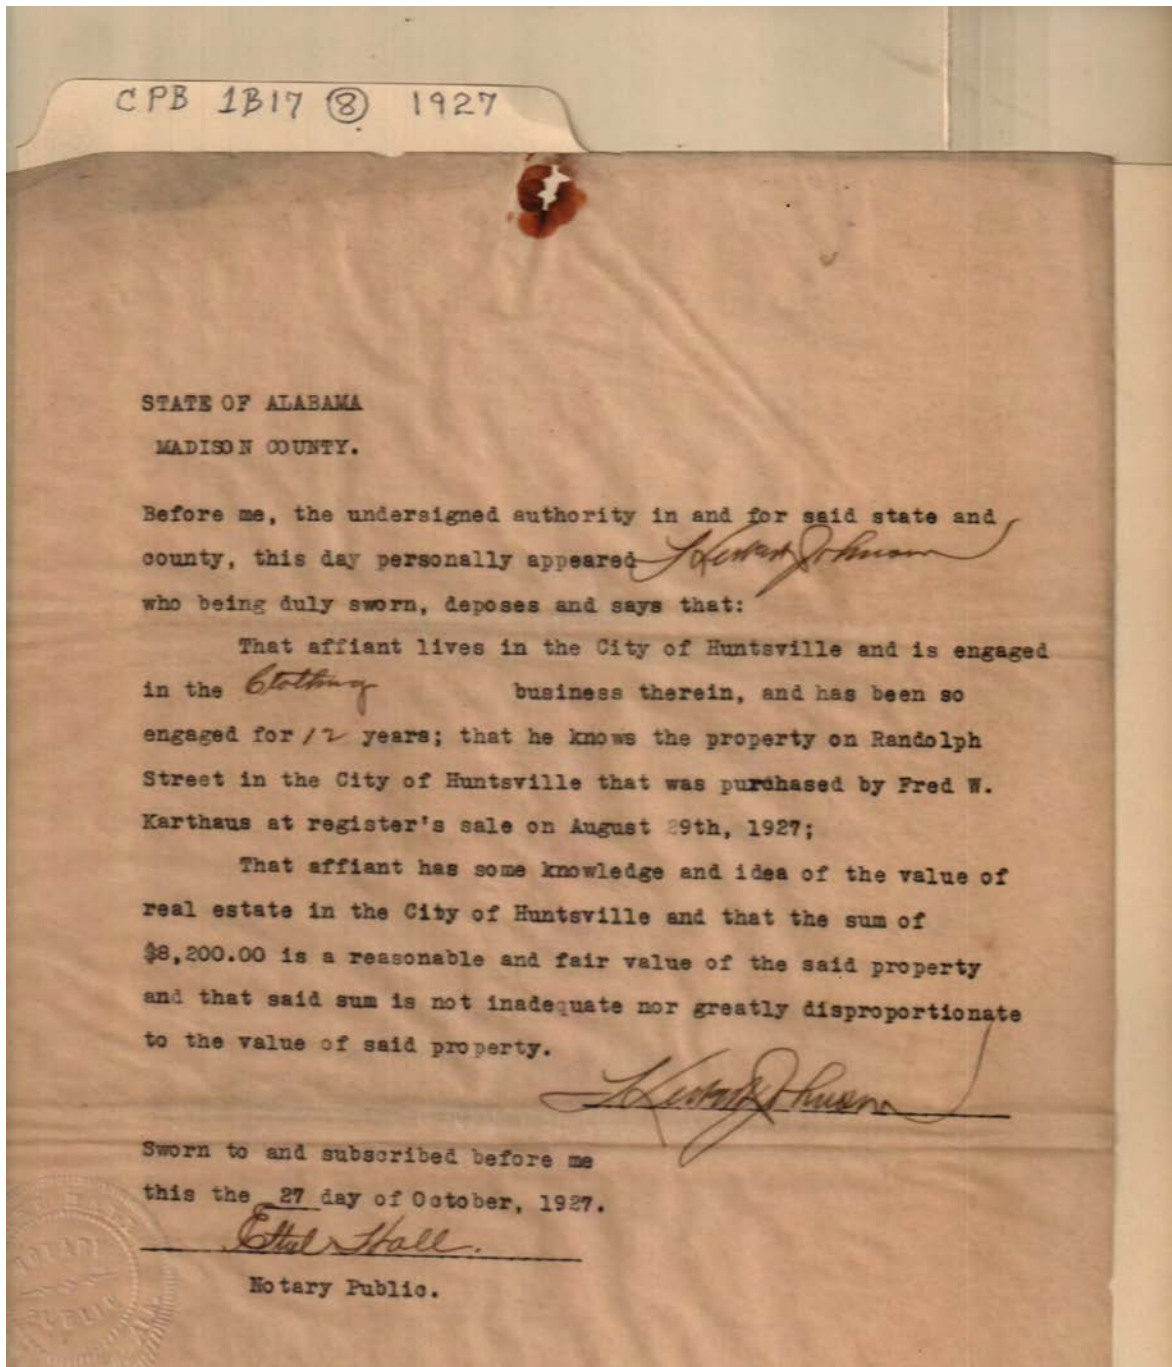 CPB 1B17 8 1927
STATE OF ALABAMA
MADISON COUNTY.
Before me, the undersigned authority in and for said state and
county, this day personally appeared Johnson
who being duly sworn, deposes and says that:
That affiant lives in the City of Huntsville and is engaged
in the Clothing business therein, and has been so
engaged for 12 years; that he knows the property on Randolph
Street in the City of Huntsville that was purchased by Fred W.
Karthaus at register's sale on August 29th, 1927;
That affiant has some knowledge and idea of the value of
real estate in the City of Huntsville and that the sum of
$8,200.00 is a reasonable and fair value of the said property
and that said sum is not inadequate nor greatly disproportionate
to the value of said property.
Johnson
Sworn to and subscribed before me
this the 27 day of October, 1927.
Ethel Hall.
Notary Public.
NOTARY
PUBLIC